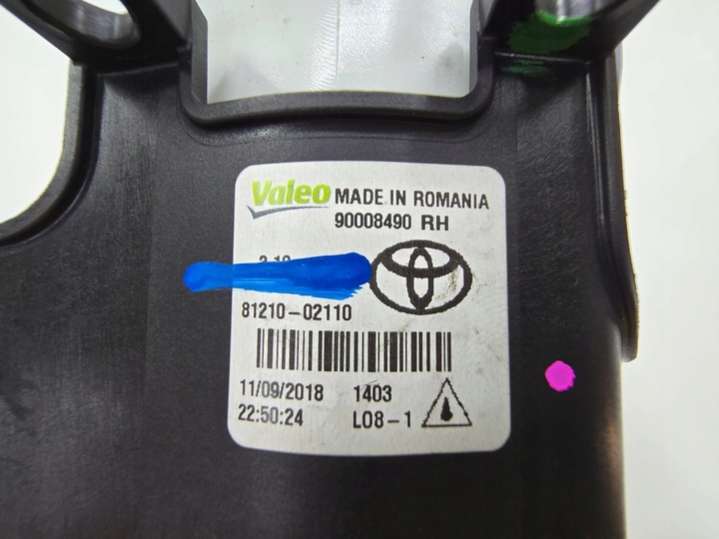 Valeo MADE IN ROMANIA
90008490 RH
81210-02110
11/09/2018 1403
22:50:24 L08-1